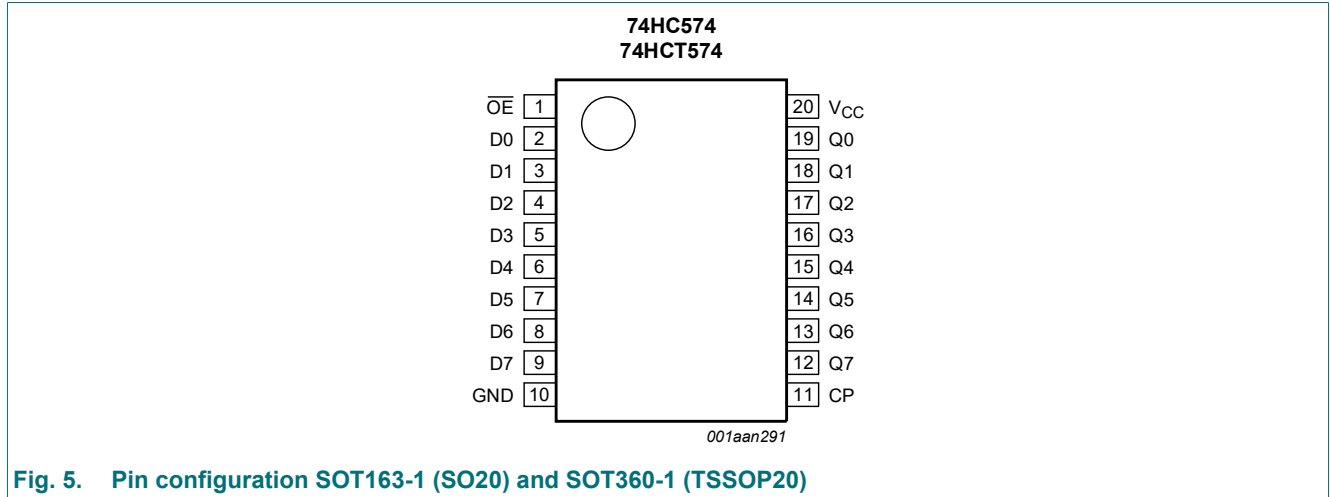 74HC574
74HCT574
OE 1 20 VCC
D0 2 19 Q0
D1 3 18 Q1
D2 4 17 Q2
D3 5 16 Q3
D4 6 15 Q4
D5 7 14 Q5
D6 8 13 Q6
D7 9 12 Q7
GND 10 11 CP
001aan291
Fig. 5. Pin configuration SOT163-1 (SO20) and SOT360-1 (TSSOP20)